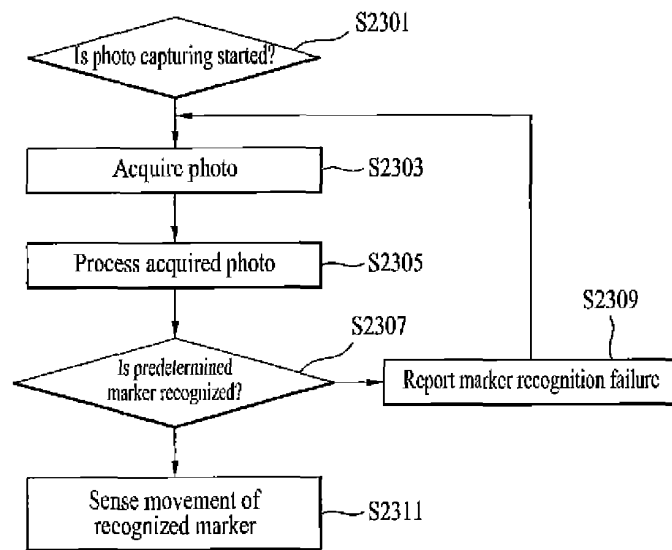 S2301
Is photo capturing started?
Acquire photo
S2303
Process acquired photo
S2305
S2307
S2309
Is predetermined
marker recognized?
Report marker recognition failure
Sense movement of
recognized marker
S2311